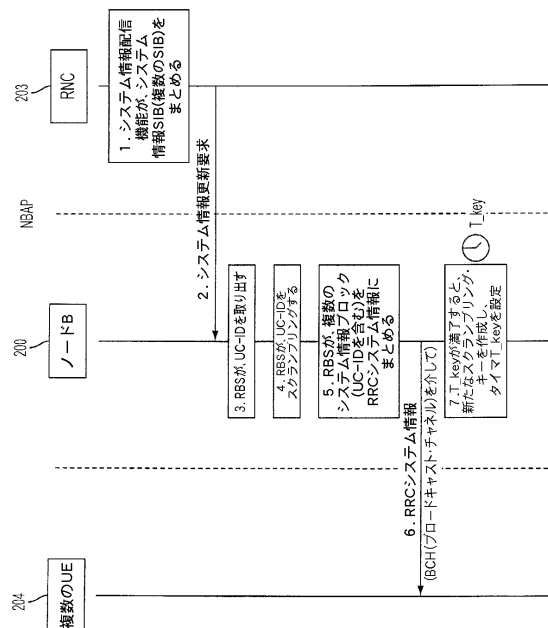 203
RNC
1. システム情報配信
機能が、システム
情報SIB(複数のSIB)を
まとめる
NBAP
2. システム情報更新要求
200
ノードB
3. RBSが、UC-IDを取り出す
4. RBSが、UC-IDを
スクランブリングする
5. RBSが、複数の
システム情報ブロック
(UC-IDを含む)を
RRCシステム情報に
まとめる
6. RRCシステム情報
(BCH(ブロードキャスト・チャネル)を介して)
T_key
7. T_keyが満了すると、
新たなスクランブリング・
キーを作成し、
タイマT_keyを設定
204
複数のUE